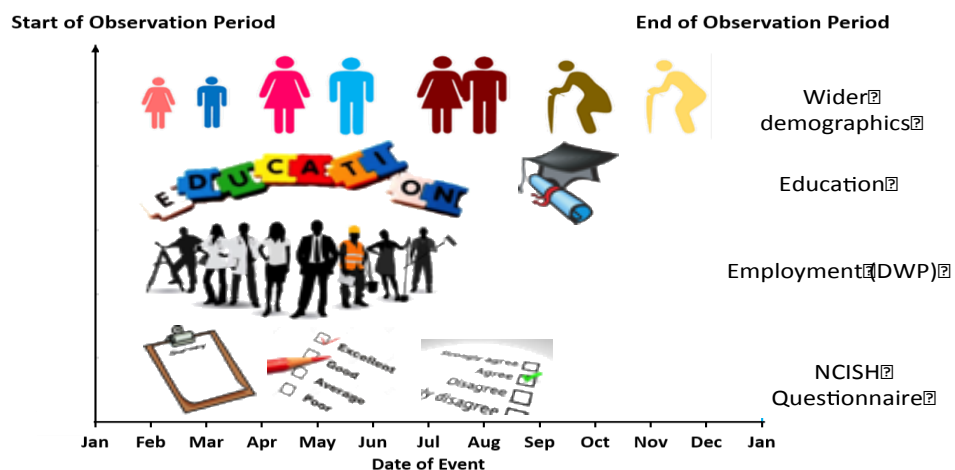 Start of Observation Period
End of Observation Period
Wider⍰
demographics⍰
EDUCATION
Education⍰
Employment⍰(DWP)⍰
Survey
Excellent
Good
Average
Poor
Strongly agree
Agree
Disagree
ly disagree
NCISH⍰
Questionnaire⍰
Jan Feb Mar Apr May Jun Jul Aug Sep Oct Nov Dec Jan
Date of Event